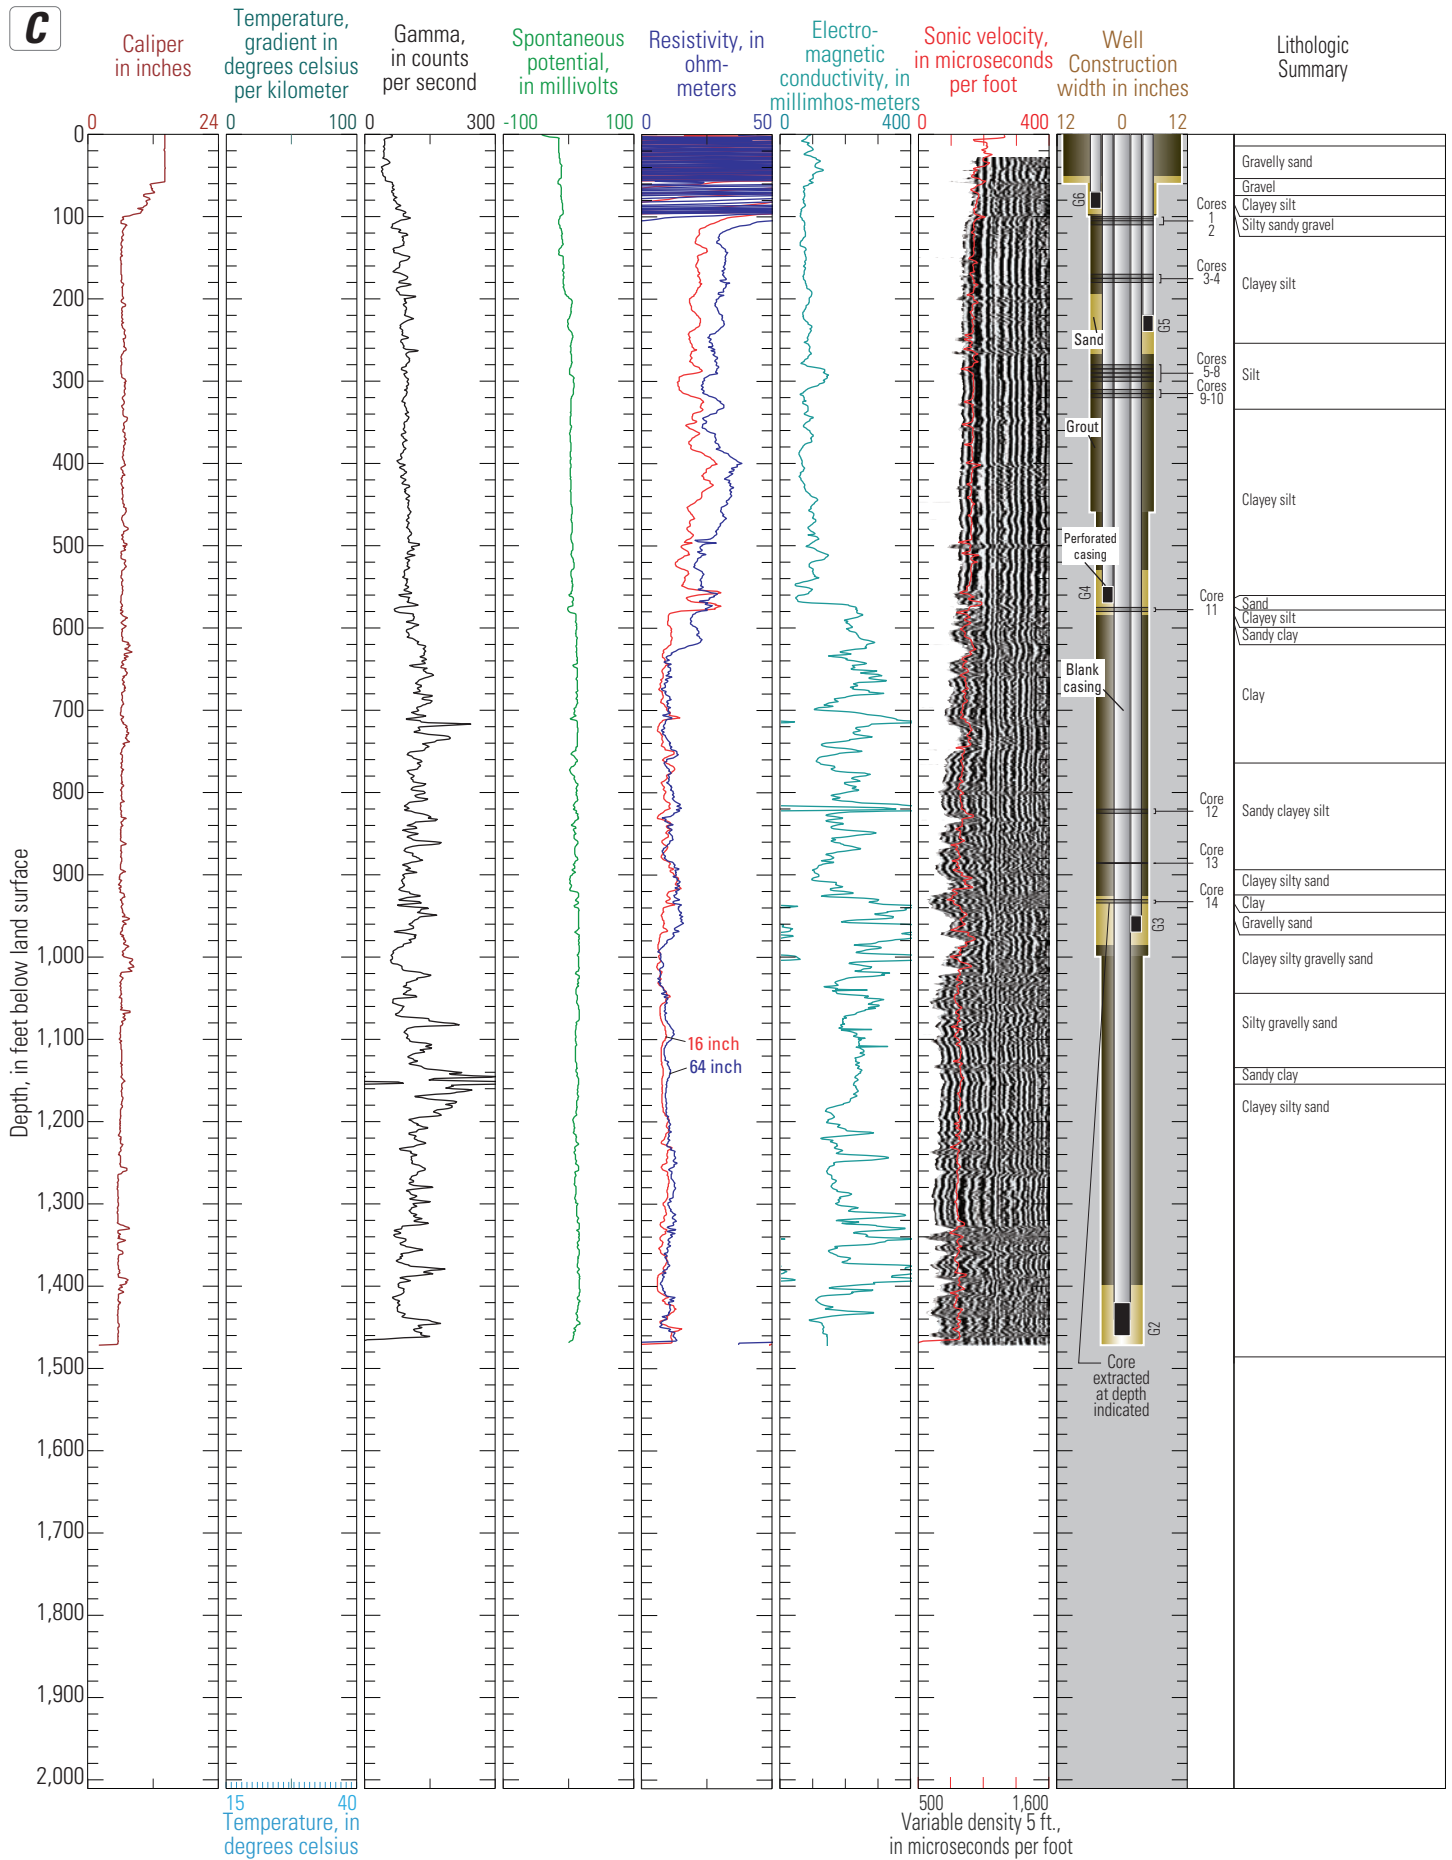 C
Caliper
in inches
Temperature,
gradient in
degrees celsius
per kilometer
Gamma,
in counts
per second
Spontaneous
potential,
in millivolts
Resistivity, in
ohm-
meters
Electro-
magnetic
conductivity, in
millimhos-meters
Sonic velocity,
in microseconds
per foot
Well
Construction
width in inches
Lithologic
Summary
0 24
0 100
0 300
-100 100
0 50
0 400
0 400
12 0 12
Depth, in feet below land surface
0
100
200
300
400
500
600
700
800
900
1,000
1,100
1,200
1,300
1,400
1,500
1,600
1,700
1,800
1,900
2,000
16 inch
64 inch
G6
G5
G4
G3
G2
Sand
Grout
Perforated
casing
Blank
casing
Cores
1
2
Cores
3-4
Cores
5-8
Cores
9-10
Core
11
Core
12
Core
13
Core
14
Core
extracted
at depth
indicated
Gravelly sand
Gravel
Clayey silt
Silty sandy gravel
Clayey silt
Silt
Clayey silt
Sand
Clayey silt
Sandy clay
Clay
Sandy clayey silt
Clayey silty sand
Clay
Gravelly sand
Clayey silty gravelly sand
Silty gravelly sand
Sandy clay
Clayey silty sand
15 40
Temperature, in
degrees celsius
500 1,600
Variable density 5 ft.,
in microseconds per foot